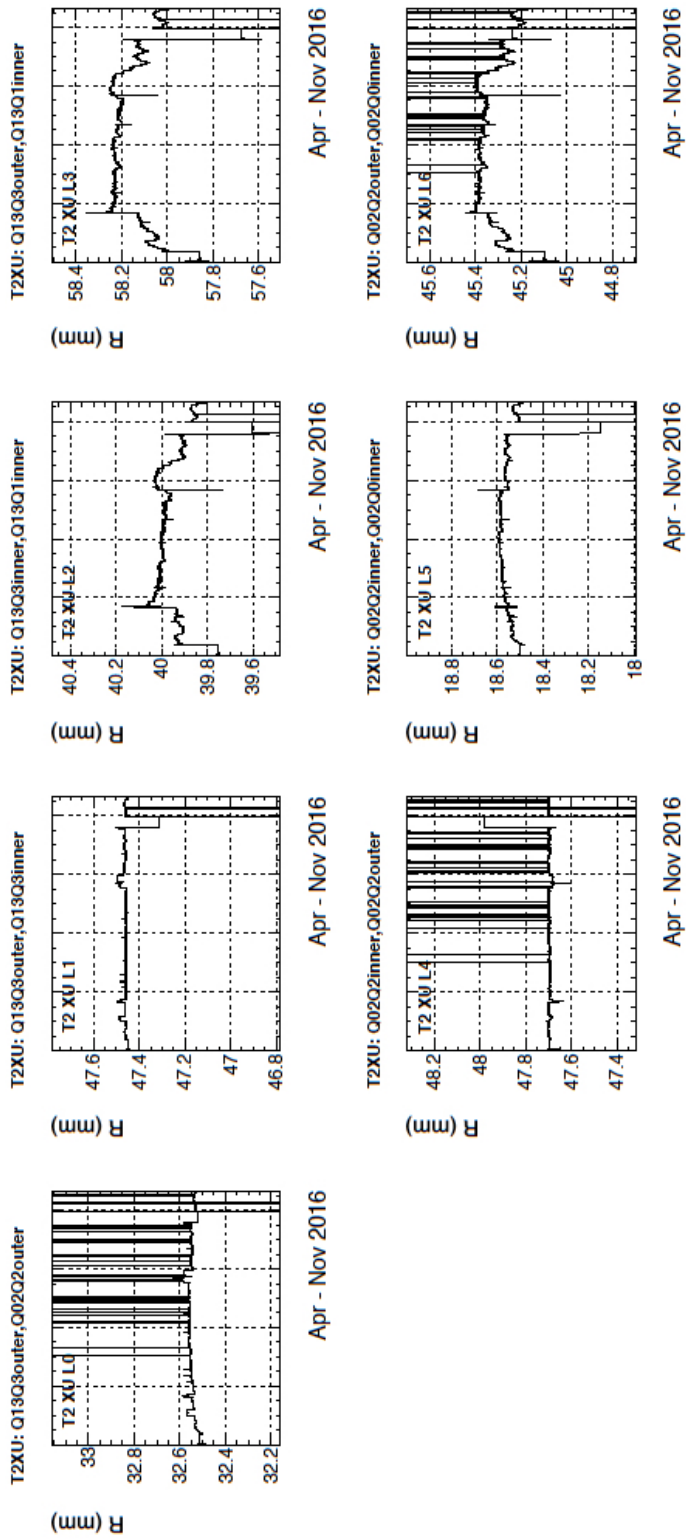 T2XU: Q13Q3outer,Q02Q2outer
R (mm)
T2 XU L0
33
32.8
32.6
32.4
32.2
Apr - Nov 2016
T2XU: Q13Q3outer,Q13Q3inner
R (mm)
T2 XU L1
47.6
47.4
47.2
47
46.8
Apr - Nov 2016
T2XU: Q13Q3inner,Q13Q1inner
R (mm)
T2 XU L2
40.4
40.2
40
39.8
39.6
Apr - Nov 2016
T2XU: Q13Q3outer,Q13Q1inner
R (mm)
T2 XU L3
58.4
58.2
58
57.8
57.6
Apr - Nov 2016
T2XU: Q02Q2inner,Q02Q2outer
R (mm)
T2 XU L4
48.2
48
47.8
47.6
47.4
Apr - Nov 2016
T2XU: Q02Q2inner,Q02Q0inner
R (mm)
T2 XU L5
18.8
18.6
18.4
18.2
18
Apr - Nov 2016
T2XU: Q02Q2outer,Q02Q0inner
R (mm)
T2 XU L6
45.6
45.4
45.2
45
44.8
Apr - Nov 2016